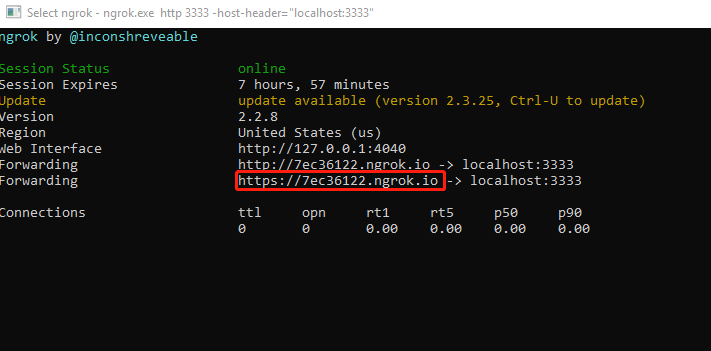 Select ngrok - ngrok.exe http 3333 -host-header="localhost:3333"
ngrok by @inconshreveable
Session Status online
Session Expires 7 hours, 57 minutes
Update update available (version 2.3.25, Ctrl-U to update)
Version 2.2.8
Region United States (us)
Web Interface http://127.0.0.1:4040
Forwarding http://7ec36122.ngrok.io -> localhost:3333
Forwarding https://7ec36122.ngrok.io -> localhost:3333
Connections ttl opn rt1 rt5 p50 p90
0 0 0.00 0.00 0.00 0.00